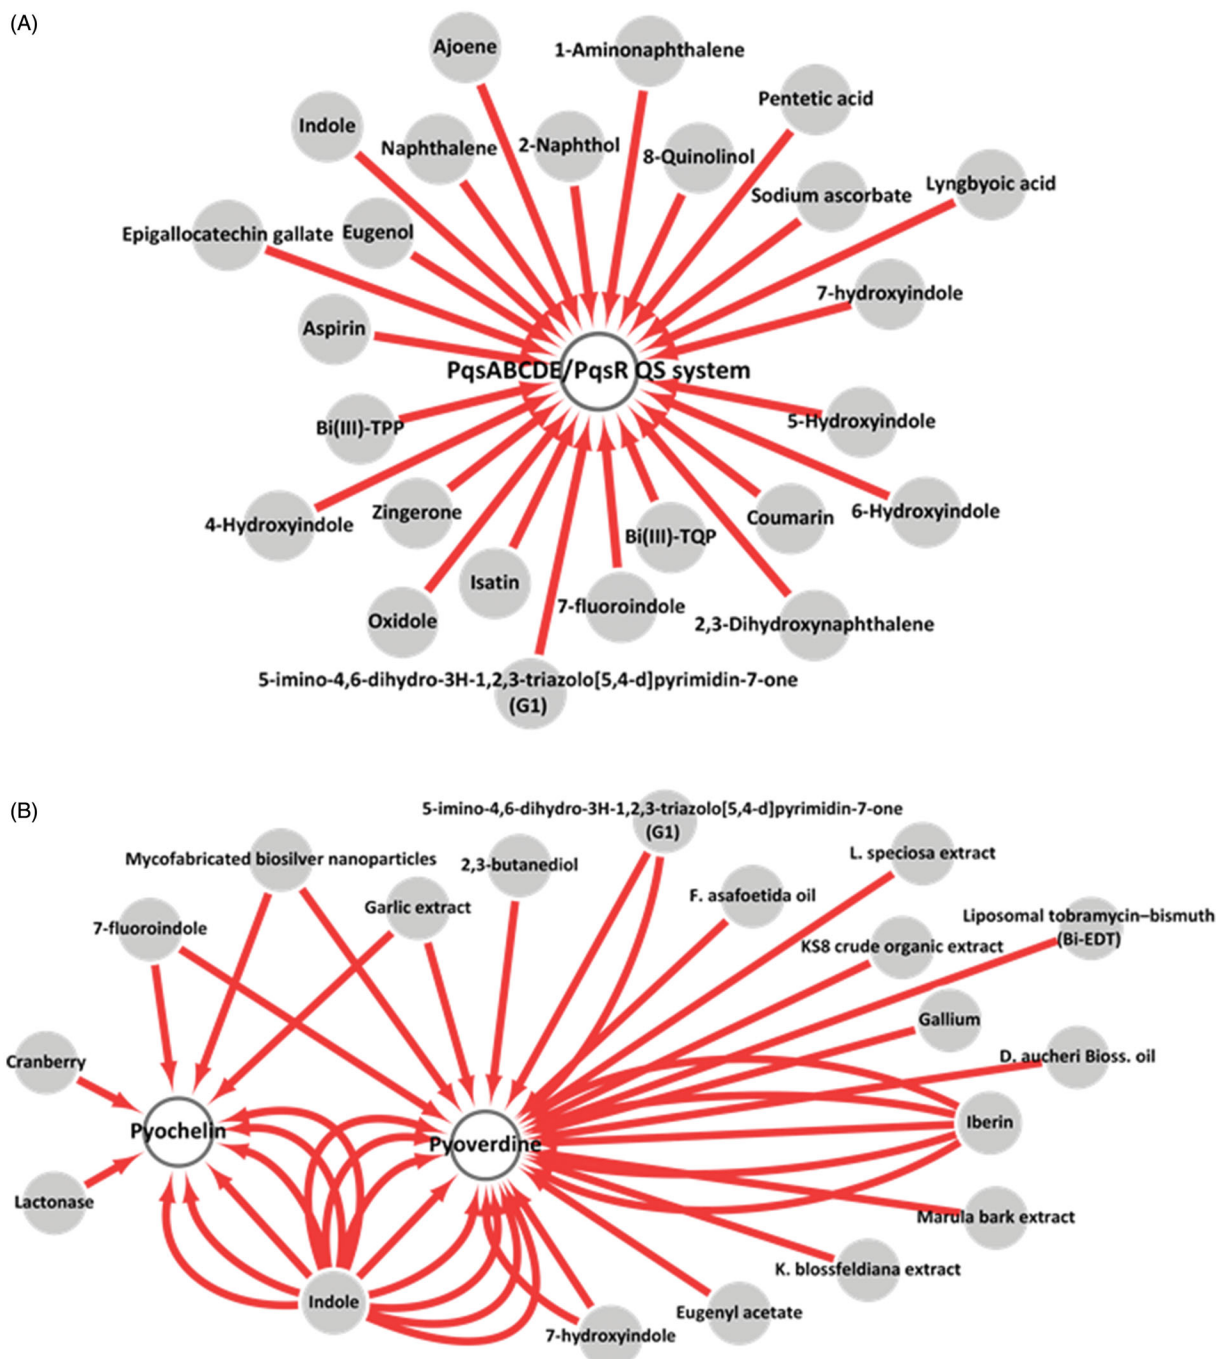 (A)
Ajoene
1-Aminonaphthalene
Pentetic acid
Indole
Naphthalene
2-Naphthol
8-Quinolinol
Sodium ascorbate
Lyngbyoic acid
Epigallocatechin gallate
Eugenol
7-hydroxyindole
Aspirin
PqsABCDE/PqsR QS system
Bi(III)-TPP
5-Hydroxyindole
4-Hydroxyindole
Zingerone
Bi(III)-TQP
Coumarin
6-Hydroxyindole
Isatin
7-fluoroindole
Oxidole
2,3-Dihydroxynaphthalene
5-imino-4,6-dihydro-3H-1,2,3-triazolo[5,4-d]pyrimidin-7-one
(G1)
(B)
5-imino-4,6-dihydro-3H-1,2,3-triazolo[5,4-d]pyrimidin-7-one
(G1)
Mycofabricated biosilver nanoparticles
2,3-butanediol
L. speciosa extract
7-fluoroindole
Garlic extract
F. asafoetida oil
Liposomal tobramycin–bismuth
(Bi-EDT)
KS8 crude organic extract
Gallium
Cranberry
D. aucheri Bioss. oil
Pyochelin
Pyoverdine
Iberin
Lactonase
Marula bark extract
K. blossfeldiana extract
Indole
Eugenyl acetate
7-hydroxyindole